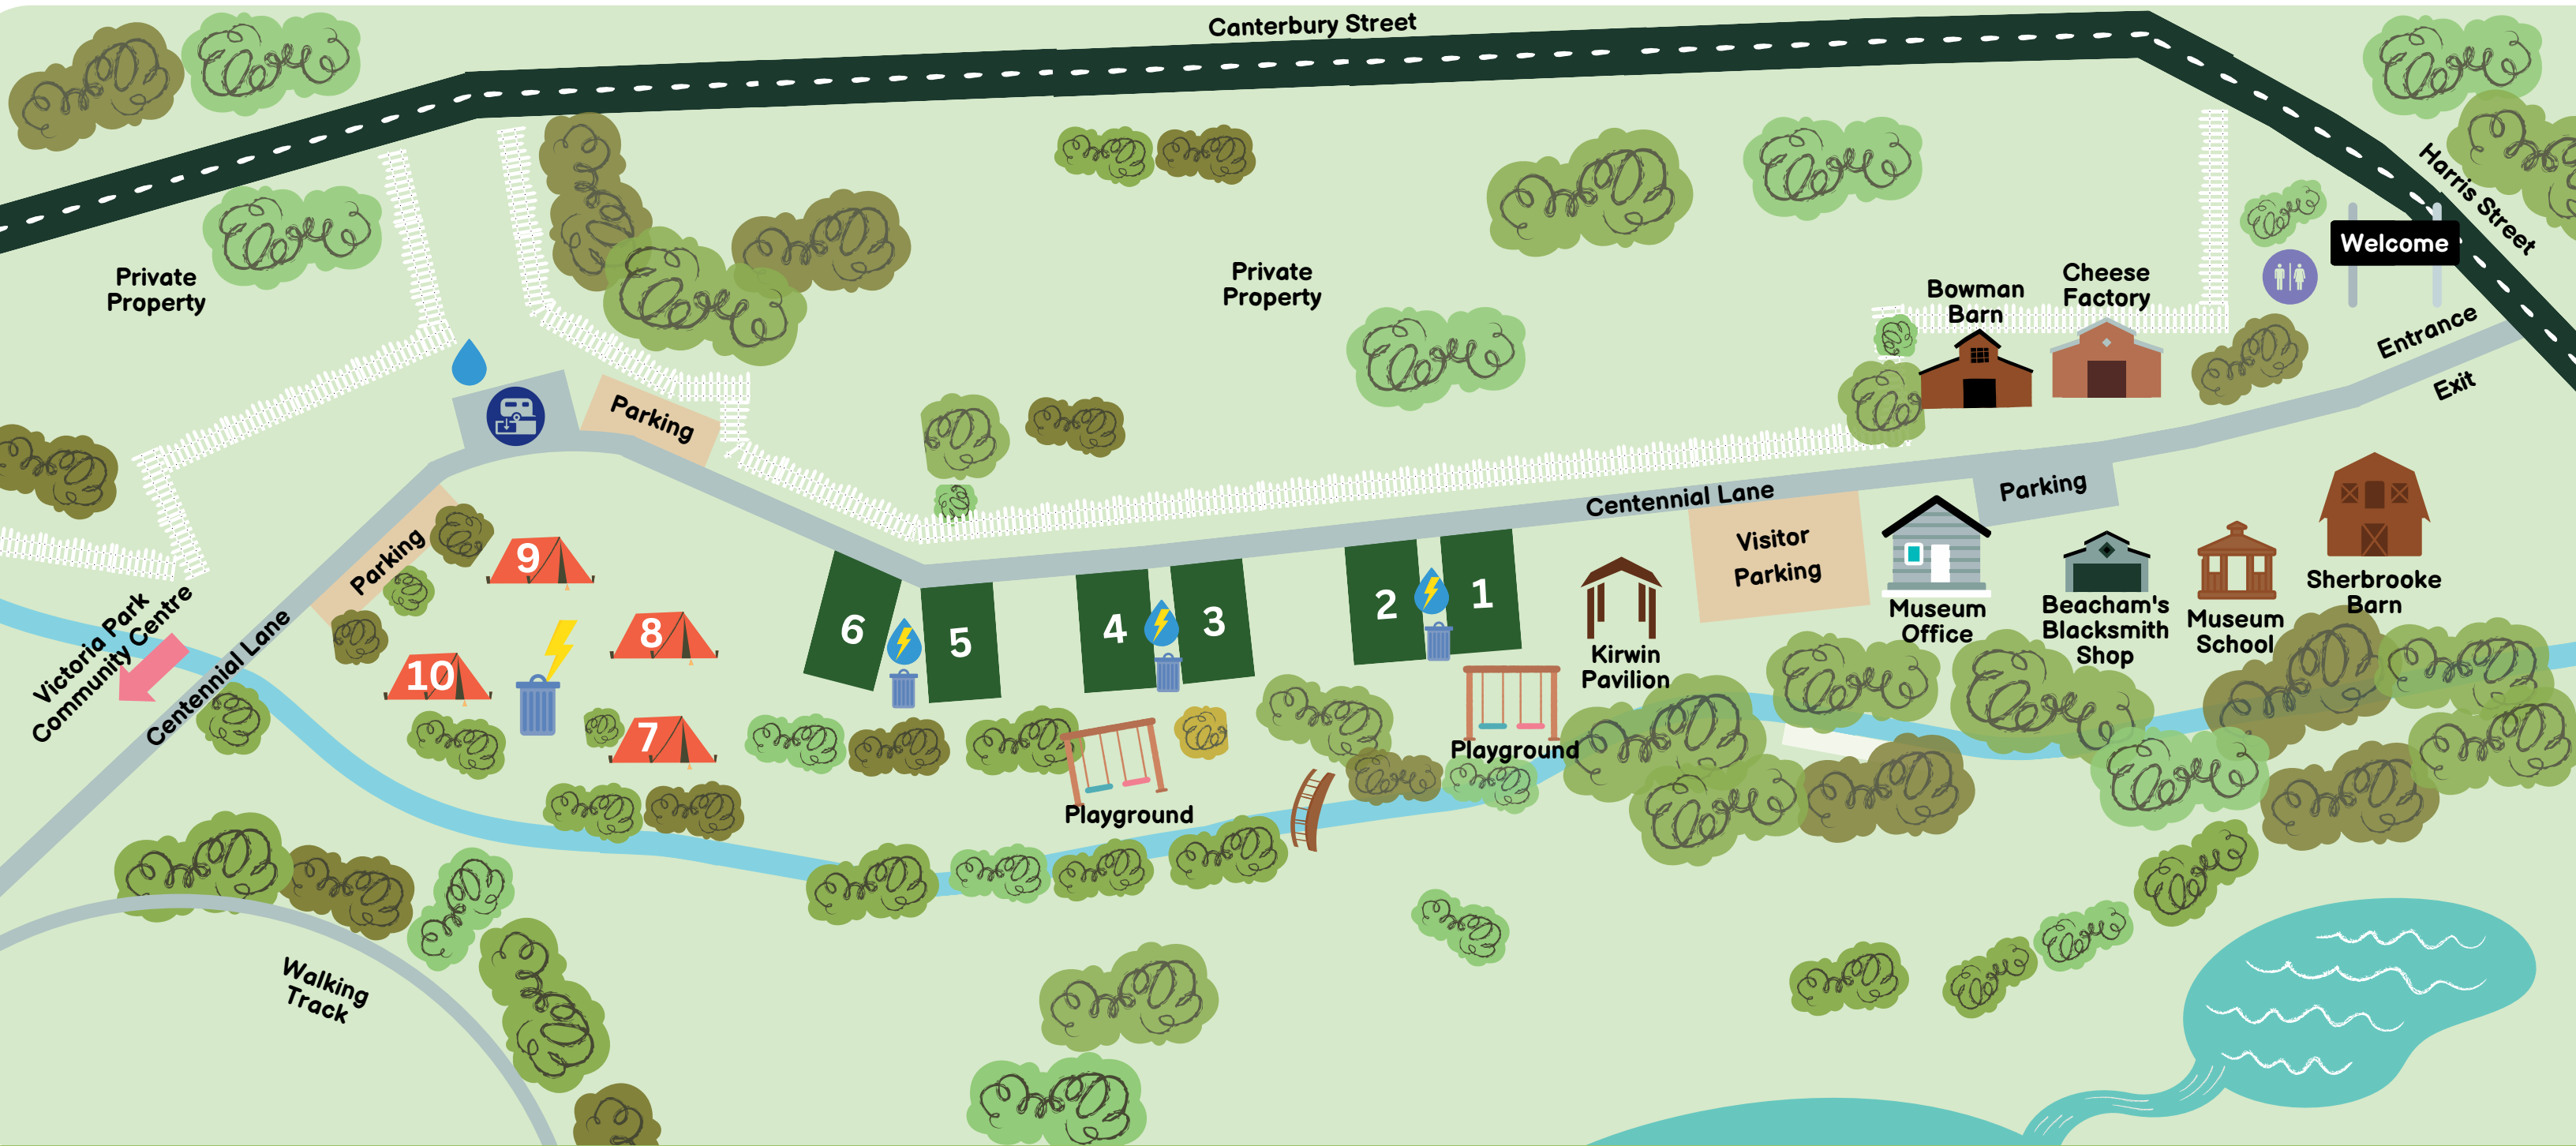 Canterbury Street
Harris Street
Welcome
Entrance
Exit
Private
Property
Private
Property
Bowman
Barn
Cheese
Factory
Parking
Parking
Centennial Lane
Parking
Visitor
Parking
Museum
Office
Beacham's
Blacksmith
Shop
Museum
School
Sherbrooke
Barn
Kirwin
Pavilion
1
2
3
4
5
6
7
8
9
10
Playground
Playground
Victoria Park
Community Centre
Centennial Lane
Walking
Track